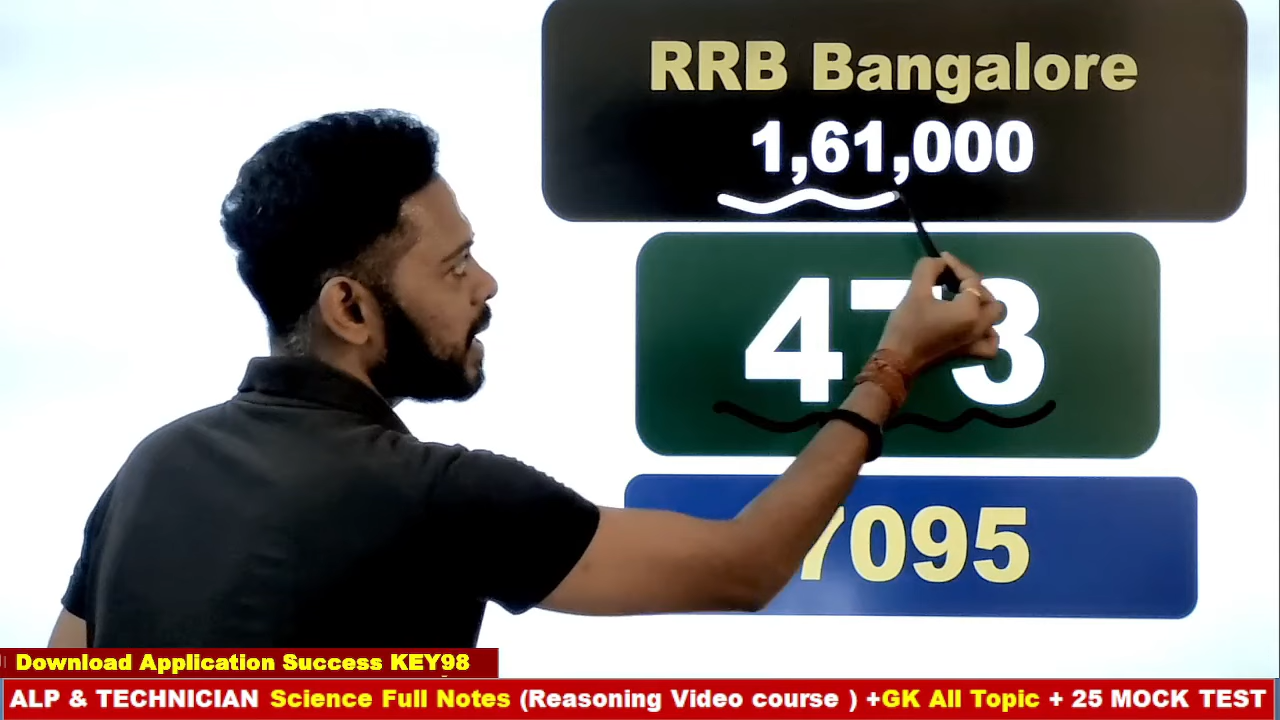 RRB Bangalore
1,61,000
7095
Download Application Success KEY98
ALP & TECHNICIAN Science Full Notes (Reasoning Video course ) +GK All Topic + 25 MOCK TEST